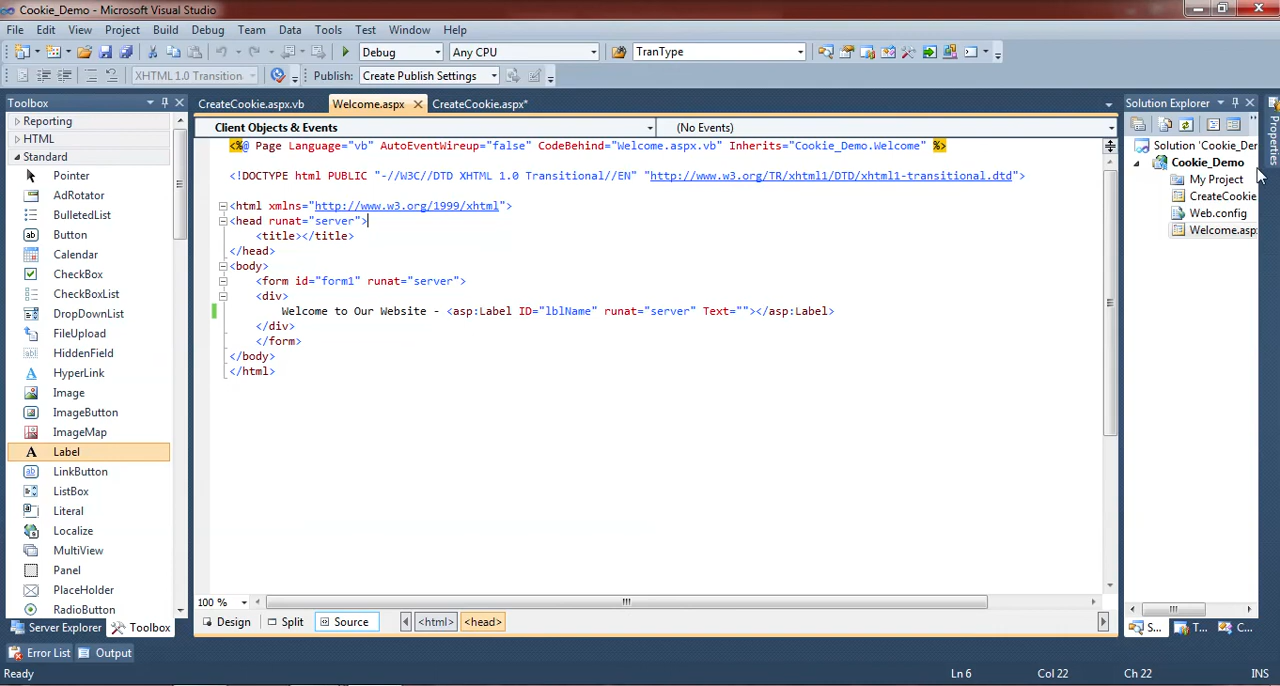 Cookie_Demo - Microsoft Visual Studio
File Edit View Project Build Debug Team Data Tools Test Window Help
Debug Any CPU TranType
XHTML 1.0 Transition Publish: Create Publish Settings
Toolbox
Reporting
HTML
Standard
Pointer
AdRotator
BulletedList
Button
Calendar
CheckBox
CheckBoxList
DropDownList
FileUpload
HiddenField
HyperLink
Image
ImageButton
ImageMap
Label
LinkButton
ListBox
Literal
Localize
MultiView
Panel
PlaceHolder
RadioButton
Server Explorer Toolbox
CreateCookie.aspx.vb Welcome.aspx CreateCookie.aspx*
Client Objects & Events (No Events)
<%@ Page Language="vb" AutoEventWireup="false" CodeBehind="Welcome.aspx.vb" Inherits="Cookie_Demo.Welcome" %>
<!DOCTYPE html PUBLIC "-//W3C//DTD XHTML 1.0 Transitional//EN" "http://www.w3.org/TR/xhtml1/DTD/xhtml1-transitional.dtd">
<html xmlns="http://www.w3.org/1999/xhtml">
<head runat="server">
<title></title>
</head>
<body>
<form id="form1" runat="server">
<div>
Welcome to Our Website - <asp:Label ID="lblName" runat="server" Text=""></asp:Label>
</div>
</form>
</body>
</html>
100 %
Design Split Source <html> <head>
Solution Explorer
Solution 'Cookie_Der
Cookie_Demo
My Project
CreateCookie
Web.config
Welcome.asp
S... T... C...
Properties
Error List Output
Ready Ln 6 Col 22 Ch 22 INS